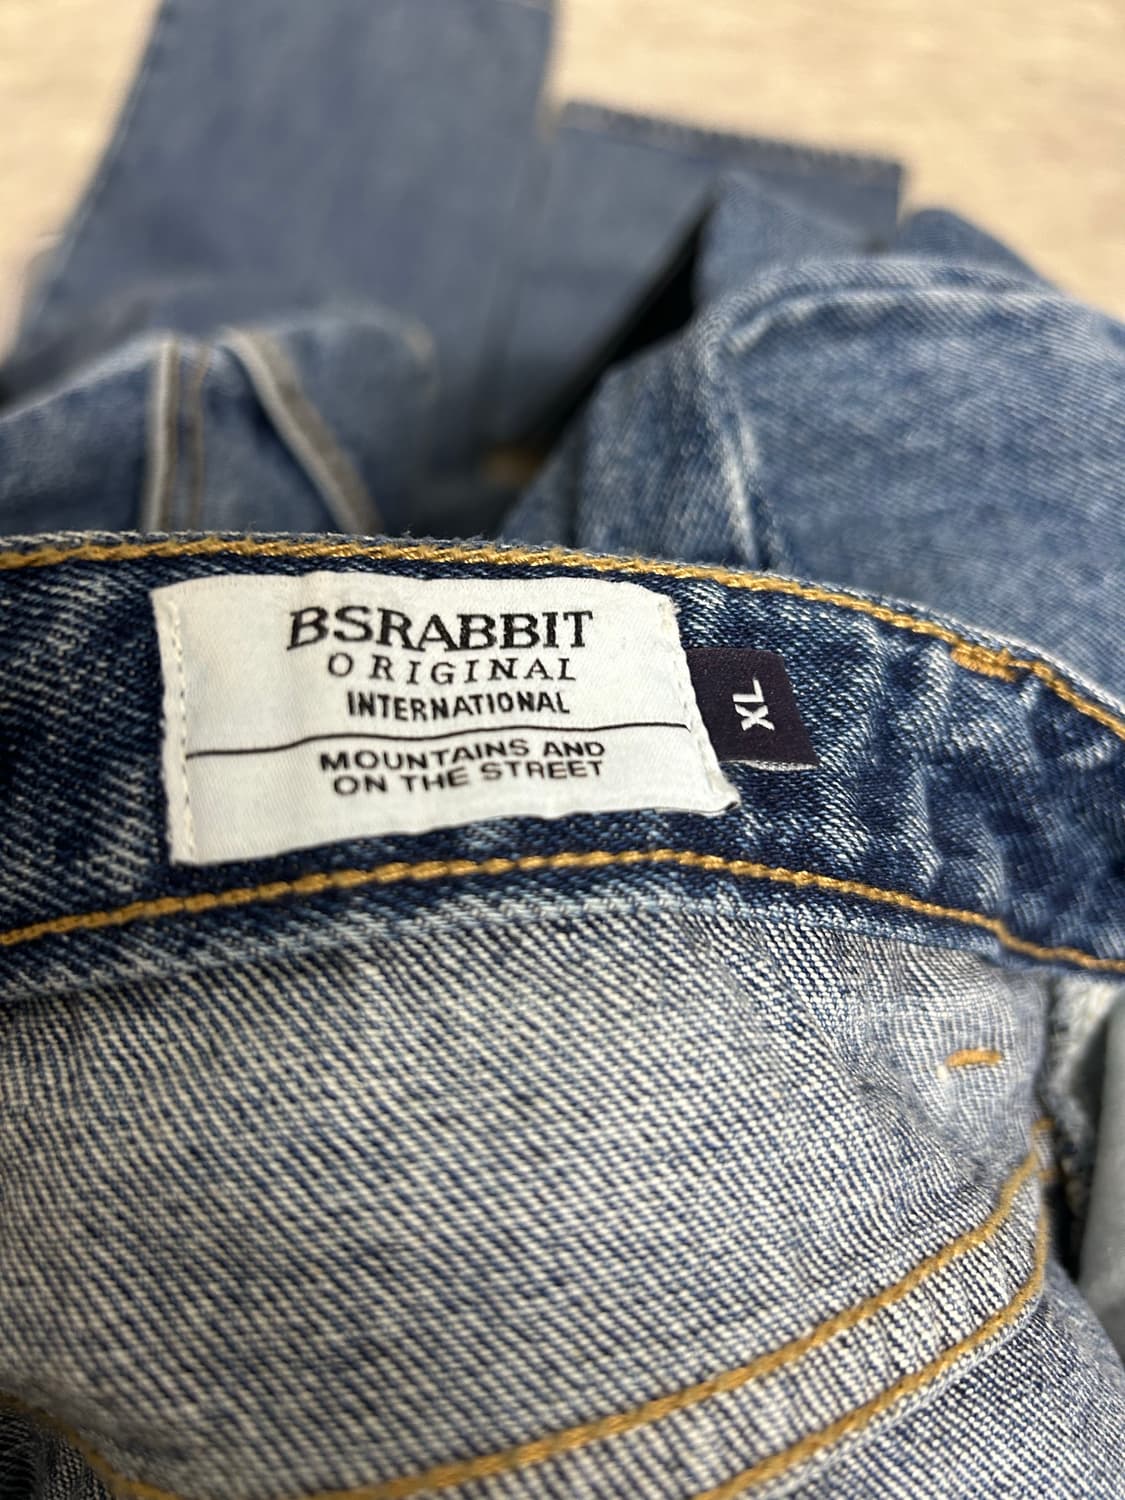 BSRABBIT
ORIGINAL
INTERNATIONAL
MOUNTAINS AND
ON THE STREET
XL